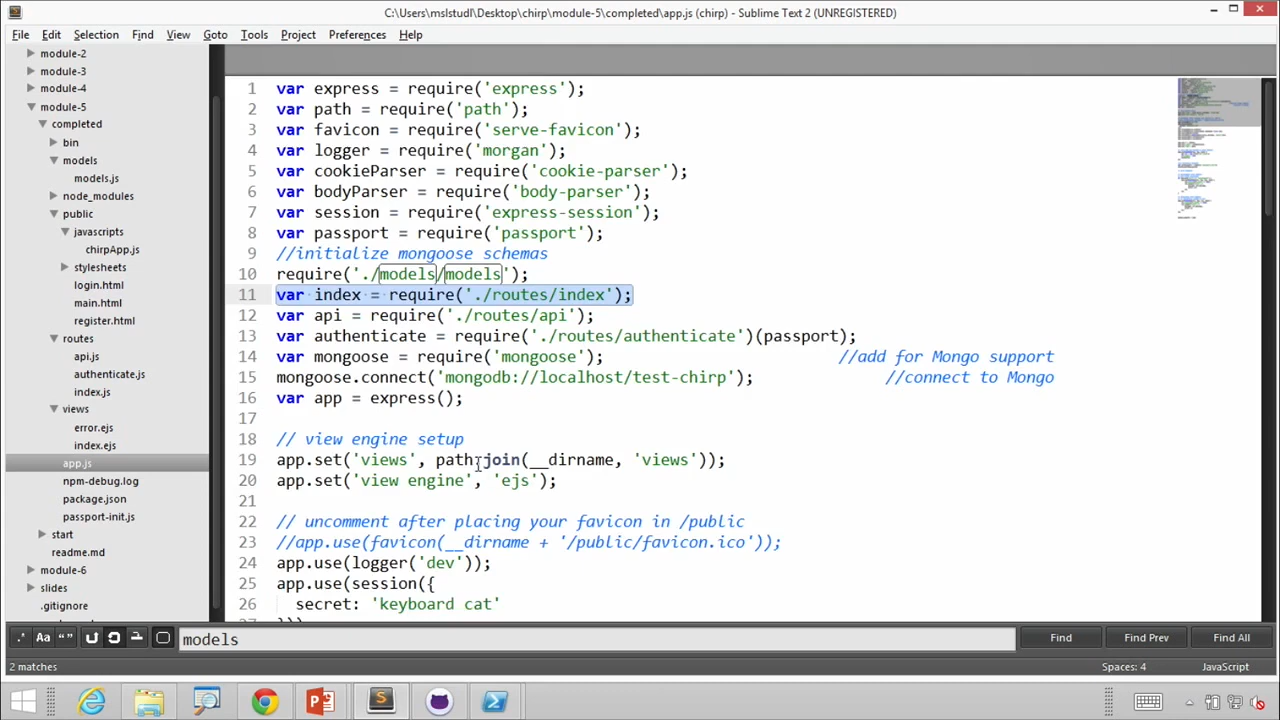 C:\Users\mslstudl\Desktop\chirp\module-5\completed\app.js (chirp) - Sublime Text 2 (UNREGISTERED)
File Edit Selection Find View Goto Tools Project Preferences Help
module-2
module-3
module-4
module-5
completed
bin
models
models.js
node_modules
public
javascripts
chirpApp.js
stylesheets
login.html
main.html
register.html
routes
api.js
authenticate.js
index.js
views
error.ejs
index.ejs
app.js
npm-debug.log
package.json
passport-init.js
start
readme.md
module-6
slides
.gitignore
1 var express = require('express');
2 var path = require('path');
3 var favicon = require('serve-favicon');
4 var logger = require('morgan');
5 var cookieParser = require('cookie-parser');
6 var bodyParser = require('body-parser');
7 var session = require('express-session');
8 var passport = require('passport');
9 //initialize mongoose schemas
10 require('./models/models');
11 var index = require('./routes/index');
12 var api = require('./routes/api');
13 var authenticate = require('./routes/authenticate')(passport);
14 var mongoose = require('mongoose'); //add for Mongo support
15 mongoose.connect('mongodb://localhost/test-chirp'); //connect to Mongo
16 var app = express();
17
18 // view engine setup
19 app.set('views', path.join(__dirname, 'views'));
20 app.set('view engine', 'ejs');
21
22 // uncomment after placing your favicon in /public
23 //app.use(favicon(__dirname + '/public/favicon.ico'));
24 app.use(logger('dev'));
25 app.use(session({
26 secret: 'keyboard cat'
.* Aa “” models Find Find Prev Find All
2 matches Spaces: 4 JavaScript